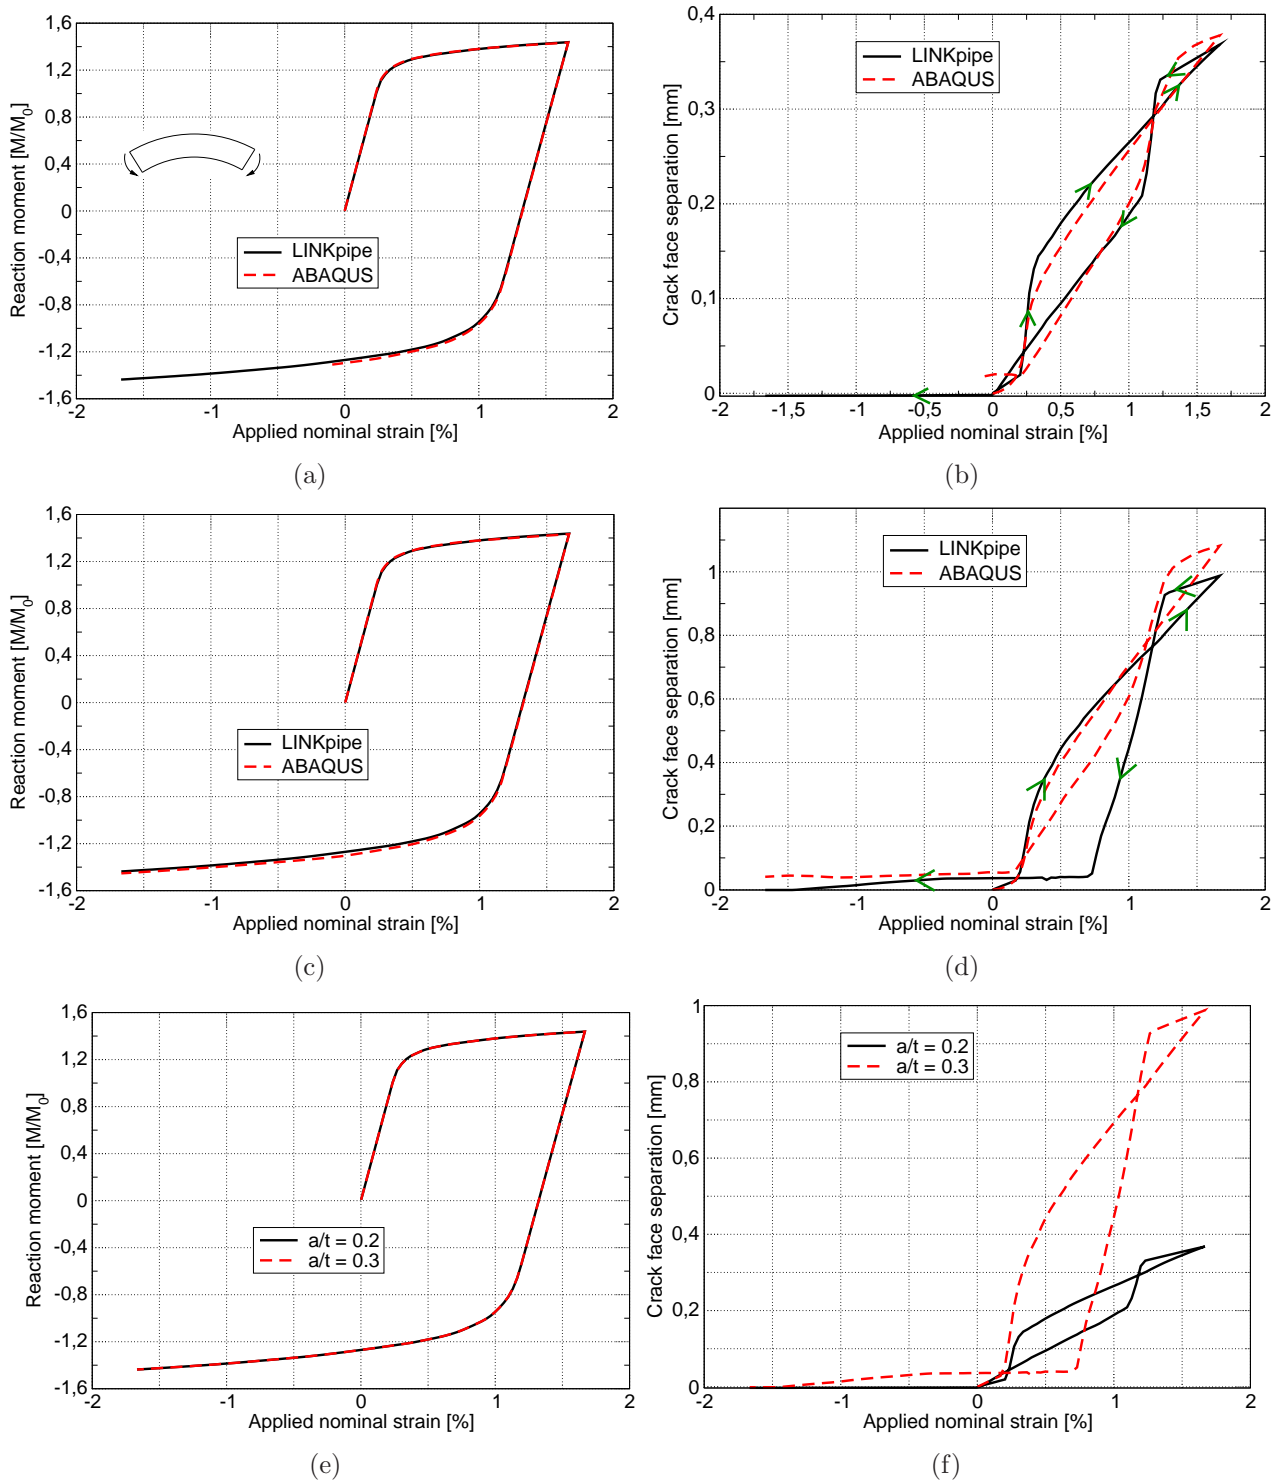 1,6
1,2
0,8
0,4
0
-0,4
-0,8
-1,2
-1,6
-2 -1 0 1 2
Reaction moment [M/M0]
Applied nominal strain [%]
LINKpipe
ABAQUS
(a)
0,4
0,3
0,2
0,1
0
-2 -1,5 -1 -0,5 0 0,5 1 1,5 2
Crack face separation [mm]
Applied nominal strain [%]
LINKpipe
ABAQUS
(b)
1,6
1,2
0,8
0,4
0
-0,4
-0,8
-1,2
-1,6
-2 -1 0 1 2
Reaction moment [M/M0]
Applied nominal strain [%]
LINKpipe
ABAQUS
(c)
1
0,8
0,6
0,4
0,2
0
-2 -1 0 1 2
Crack face separation [mm]
Applied nominal strain [%]
LINKpipe
ABAQUS
(d)
1,6
1,2
0,8
0,4
0
-0,4
-0,8
-1,2
-1,6
-2 -1 0 1 2
Reaction moment [M/M0]
Applied nominal strain [%]
a/t = 0.2
a/t = 0.3
(e)
1
0,8
0,6
0,4
0,2
0
-2 -1 0 1 2
Crack face separation [mm]
Applied nominal strain [%]
a/t = 0.2
a/t = 0.3
(f)